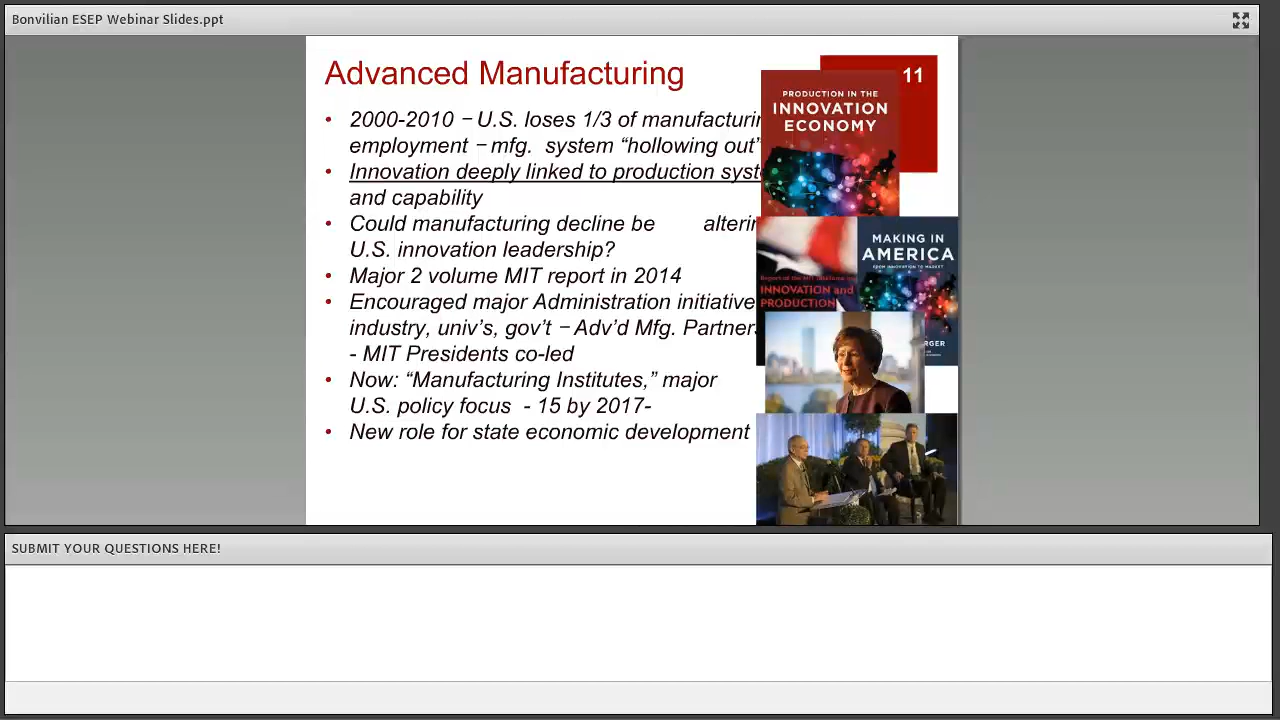 Bonvilian ESEP Webinar Slides.ppt
Advanced Manufacturing
11
• 2000-2010 – U.S. loses 1/3 of manufacturin
employment – mfg. system “hollowing out”
• Innovation deeply linked to production syst
and capability
• Could manufacturing decline be alterin
U.S. innovation leadership?
• Major 2 volume MIT report in 2014
• Encouraged major Administration initiative
industry, univ’s, gov’t – Adv’d Mfg. Partner
- MIT Presidents co-led
• Now: “Manufacturing Institutes,” major
U.S. policy focus - 15 by 2017-
• New role for state economic development
PRODUCTION IN THE
INNOVATION
ECONOMY
MAKING IN
AMERICA
FROM INNOVATION TO MARKET
INNOVATION and
PRODUCTION
RGER
SUBMIT YOUR QUESTIONS HERE!